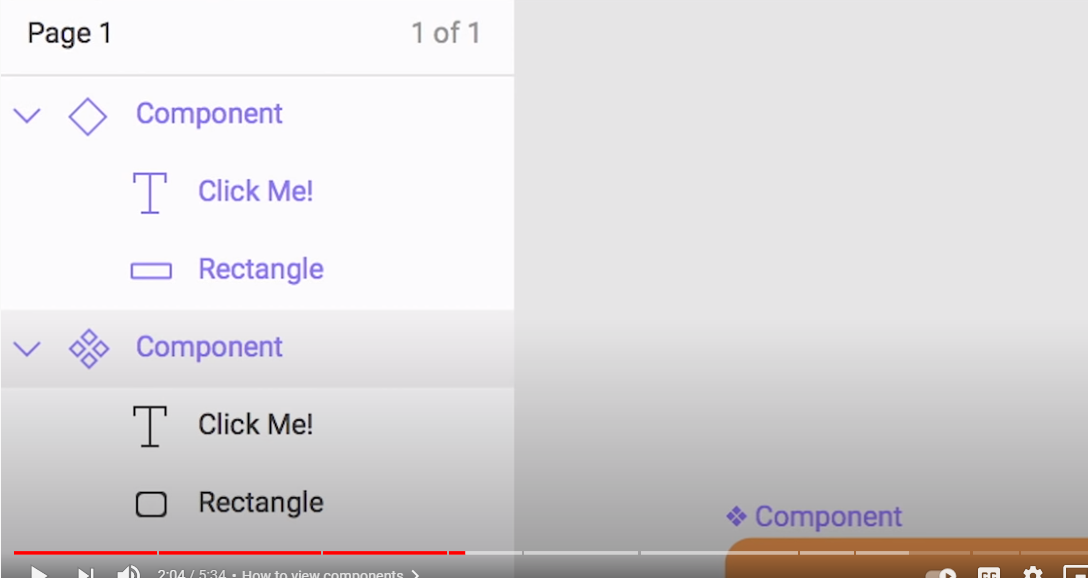 Page 1 1 of 1
Component
Click Me!
Rectangle
Component
Click Me!
Rectangle
Component
2:04 / 5:34 • How to view components
CC